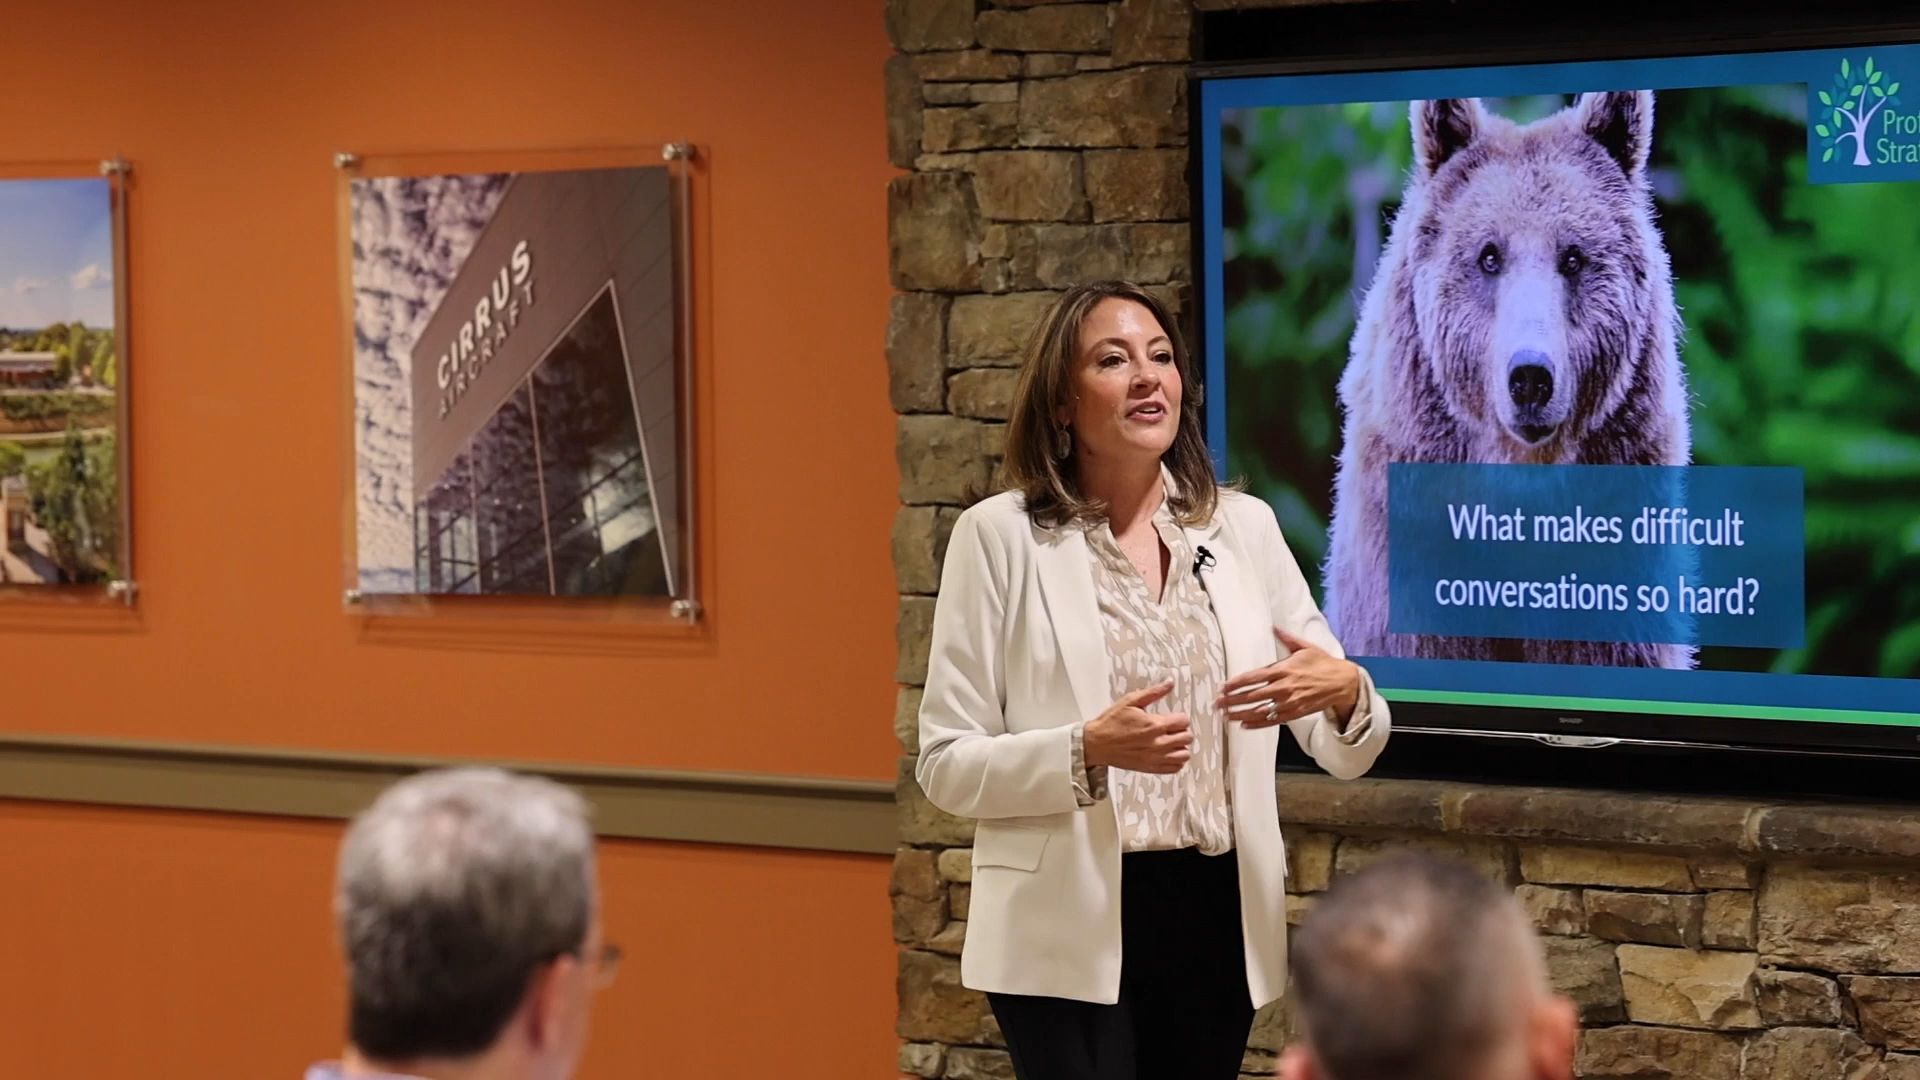 CIRRUS
AIRCRAFT
What makes difficult
conversations so hard?
SHARP